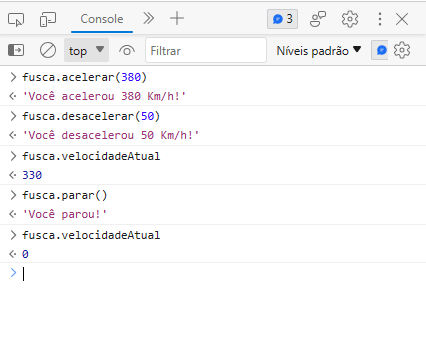 Console
3
top
Filtrar
Níveis padrão
fusca.acelerar(380)
'Você acelerou 380 Km/h!'
fusca.desacelerar(50)
'Você desacelerou 50 Km/h!'
fusca.velocidadeAtual
330
fusca.parar()
'Você parou!'
fusca.velocidadeAtual
0